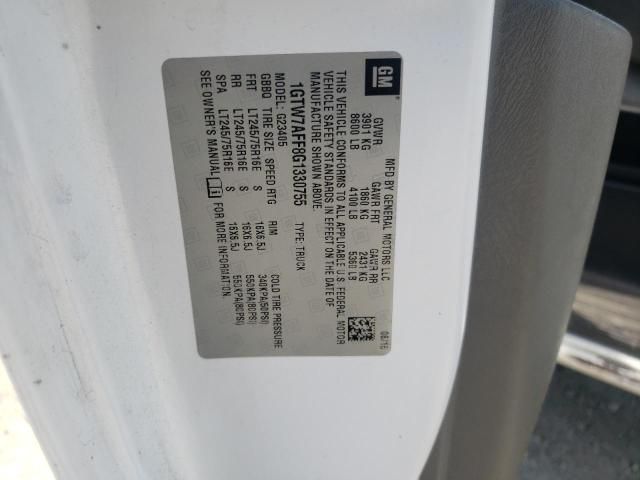 GM
MFD BY GENERAL MOTORS LLC 08/16
GVWR GAWR FRT GAWR RR
3901 KG 1860 KG 2431 KG
8600 LB 4100 LB 5360 LB
THIS VEHICLE CONFORMS TO ALL APPLICABLE U.S. FEDERAL MOTOR
VEHICLE SAFETY STANDARDS IN EFFECT ON THE DATE OF
MANUFACTURE SHOWN ABOVE.
1GTW7AFF8G1330755 TYPE: TRUCK
MODEL: G23405
GBBQ TIRE SIZE SPEED RTG RIM COLD TIRE PRESSURE
FRT LT245/75R16E S 16X6.5J 340KPA(50PSI)
RR LT245/75R16E S 16X6.5J 550KPA(80PSI)
SPA LT245/75R16E S 16X6.5J 550KPA(80PSI)
SEE OWNER'S MANUAL FOR MORE INFORMATION.